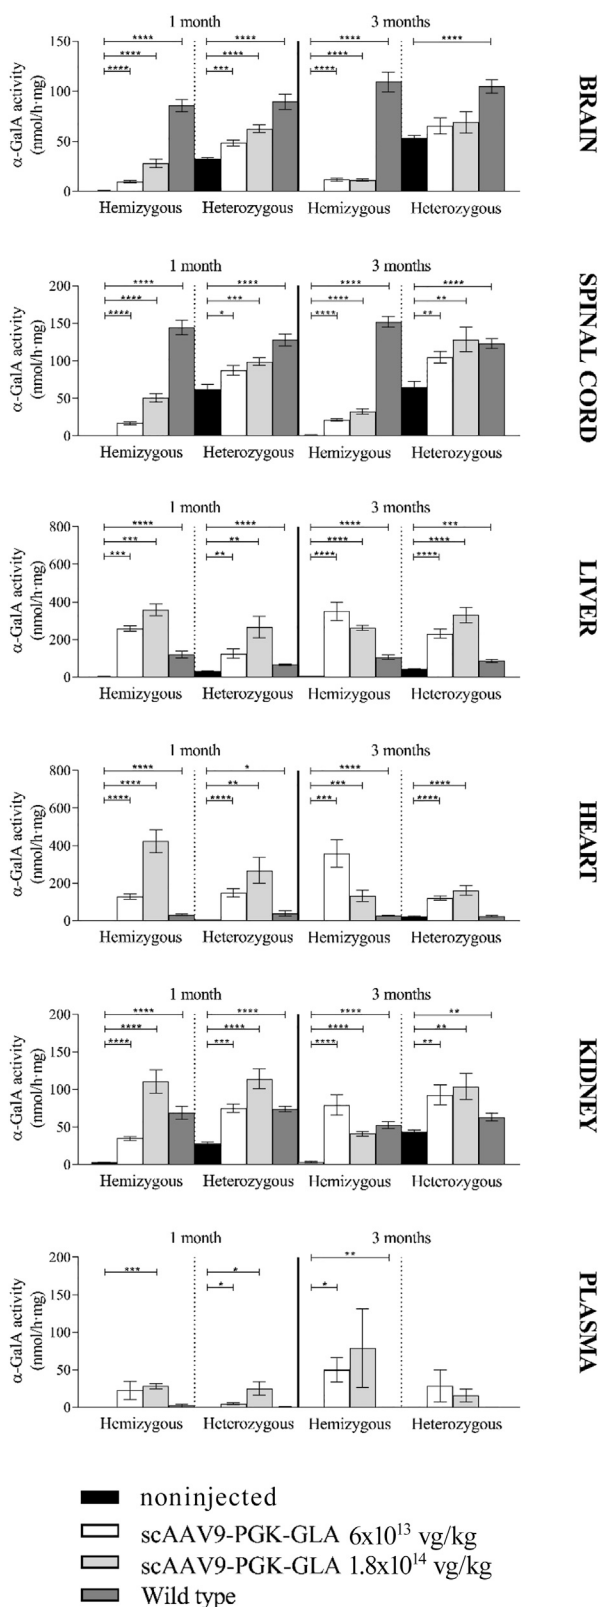 1 month 3 months
BRAIN
α-GalA activity
(nmol/h·mg)
150
100
50
0
**** ****
**** ****
**** ***
**** ****
****
****
Hemizygous Heterozygous Hemizygous Heterozygous
1 month 3 months
SPINAL CORD
α-GalA activity
(nmol/h·mg)
200
150
100
50
0
**** **** **** ****
**** *** **** **
**** * **** **
Hemizygous Heterozygous Hemizygous Heterozygous
1 month 3 months
LIVER
α-GalA activity
(nmol/h·mg)
800
600
400
200
0
**** **** **** ***
*** ** **** ****
*** ** **** ****
Hemizygous Heterozygous Hemizygous Heterozygous
1 month 3 months
HEART
α-GalA activity
(nmol/h·mg)
800
600
400
200
0
**** * ****
**** ** *** ****
**** **** *** ****
Hemizygous Heterozygous Hemizygous Heterozygous
1 month 3 months
KIDNEY
α-GalA activity
(nmol/h·mg)
200
150
100
50
0
**** **** **** **
**** **** **** **
**** *** **** **
Hemizygous Heterozygous Hemizygous Heterozygous
1 month 3 months
PLASMA
α-GalA activity
(nmol/h·mg)
200
150
100
50
0
**
*** *
* *
Hemizygous Heterozygous Hemizygous Heterozygous
noninjected
scAAV9-PGK-GLA 6x10¹³ vg/kg
scAAV9-PGK-GLA 1.8x10¹⁴ vg/kg
Wild type